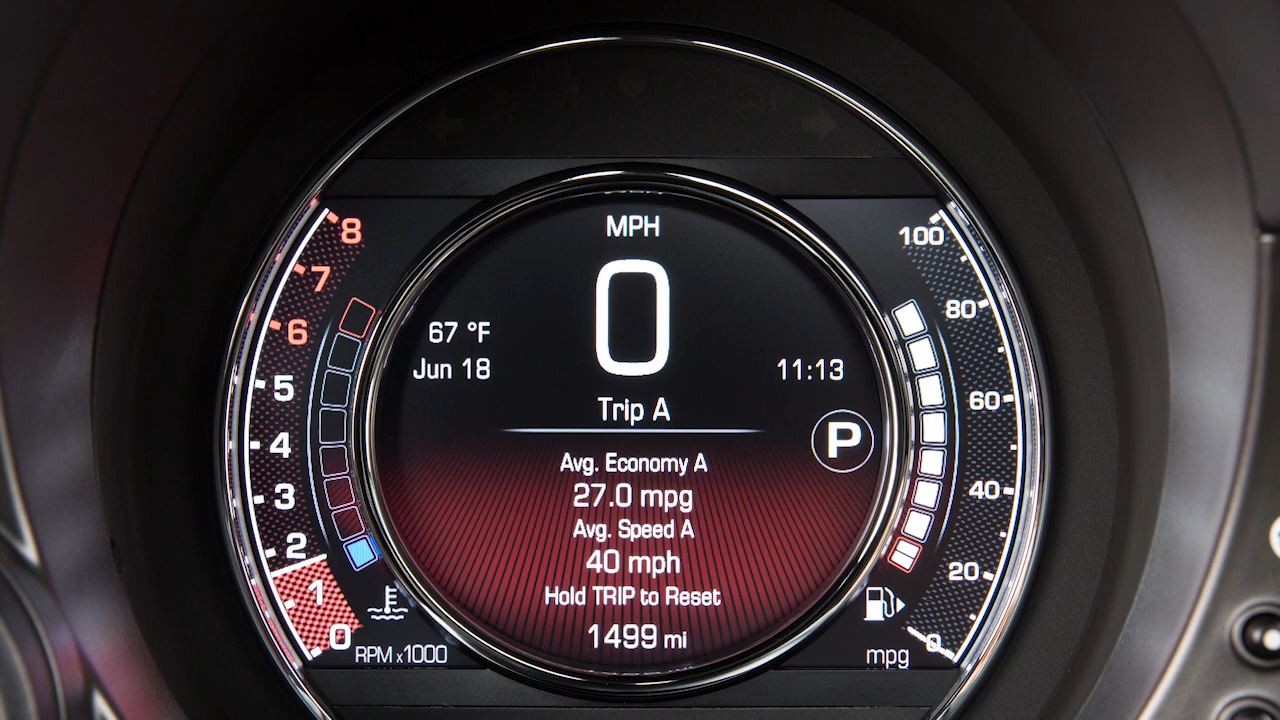 MPH
0
67 °F
Jun 18
11:13
Trip A
P
Avg. Economy A
27.0 mpg
Avg. Speed A
40 mph
Hold TRIP to Reset
1499 mi
8
7
6
5
4
3
2
1
0
RPM x1000
100
80
60
40
20
0
mpg